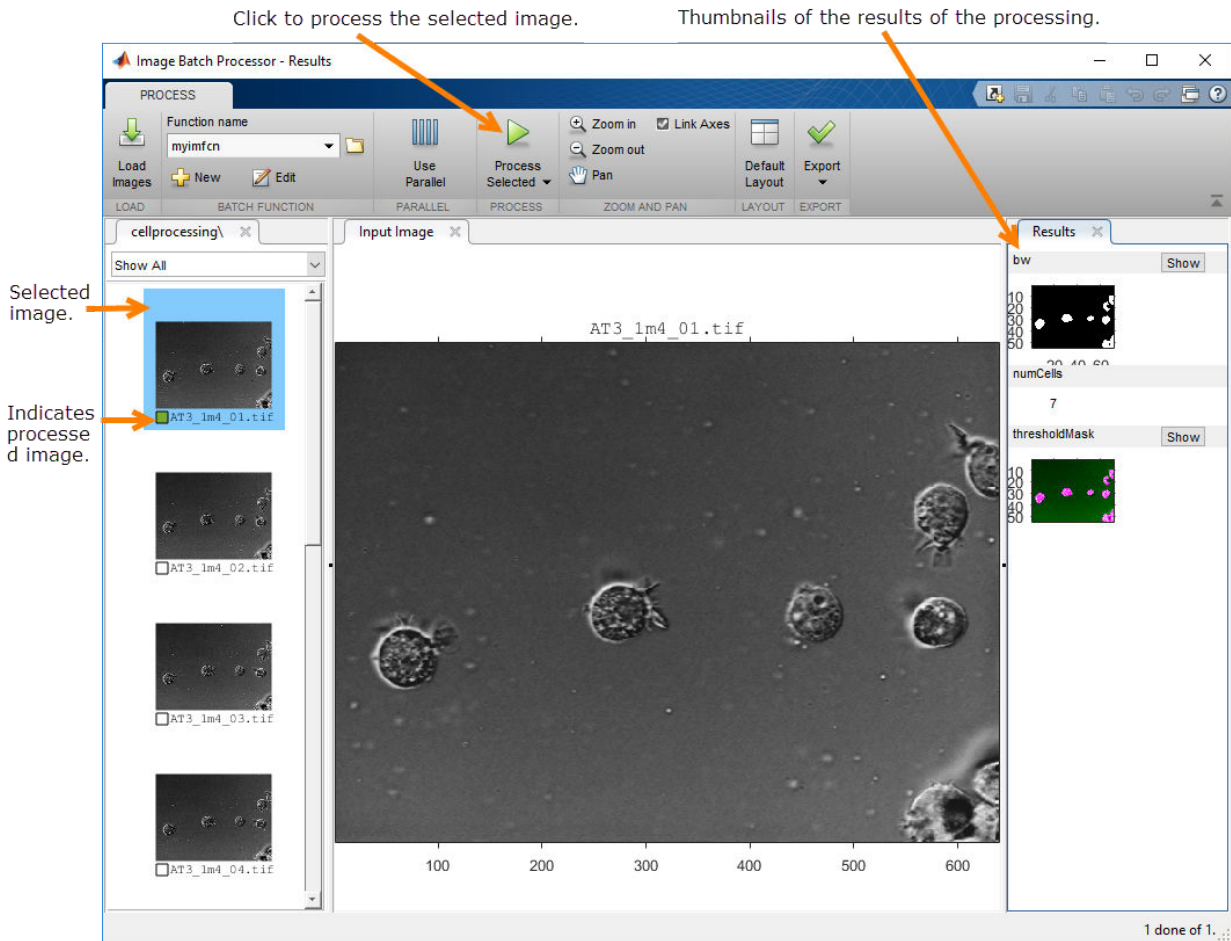 Click to process the selected image.
Thumbnails of the results of the processing.
Image Batch Processor - Results
PROCESS
Function name
myimfcn
Load
Images
New
Edit
Use
Parallel
Process
Selected
Zoom in
Link Axes
Zoom out
Pan
Default
Layout
Export
LOAD
BATCH FUNCTION
PARALLEL
PROCESS
ZOOM AND PAN
LAYOUT
EXPORT
cellprocessing\
Input Image
Results
Show All
Selected
image.
AT3_1m4_01.tif
Indicates
processe
d image.
AT3_1m4_02.tif
AT3_1m4_03.tif
AT3_1m4_04.tif
AT3_1m4_01.tif
100 200 300 400 500 600
bw
Show
10
20
30
40
50
20 40 60
numCells
7
thresholdMask
Show
10
20
30
40
50
1 done of 1.